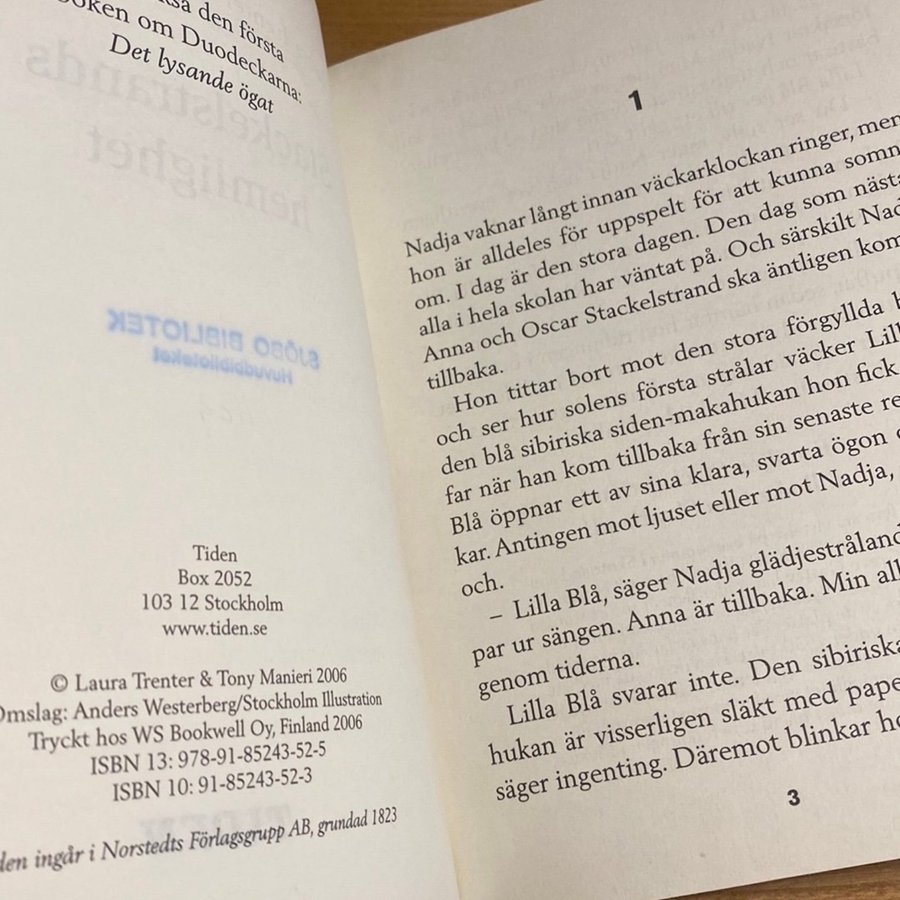 den första
boken om Duodeckarna:
Det lysande ögat
SJÖBO BIBLIOTEK
Huvudbiblioteket
Tiden
Box 2052
103 12 Stockholm
www.tiden.se
© Laura Trenter & Tony Manieri 2006
Omslag: Anders Westerberg/Stockholm Illustration
Tryckt hos WS Bookwell Oy, Finland 2006
ISBN 13: 978-91-85243-52-5
ISBN 10: 91-85243-52-3
ingår i Norstedts Förlagsgrupp AB, grundad 1823
1
Nadja vaknar långt innan väckarklockan ringer, men
hon är alldeles för uppspelt för att kunna somn
om. I dag är den stora dagen. Den dag som nästa
alla i hela skolan har väntat på. Och särskilt Nad
Anna och Oscar Stackelstrand ska äntligen kom
tillbaka.
Hon tittar bort mot den stora förgyllda
och ser hur solens första strålar väcker Lill
den blå sibiriska siden-makahukan hon fick
far när han kom tillbaka från sin senaste re
Blå öppnar ett av sina klara, svarta ögon
kar. Antingen mot ljuset eller mot Nadja,
och.
– Lilla Blå, säger Nadja glädjestråland
par ur sängen. Anna är tillbaka. Min all
genom tiderna.
Lilla Blå svarar inte. Den sibiriska
hukan är visserligen släkt med pape
säger ingenting. Däremot blinkar ho
3